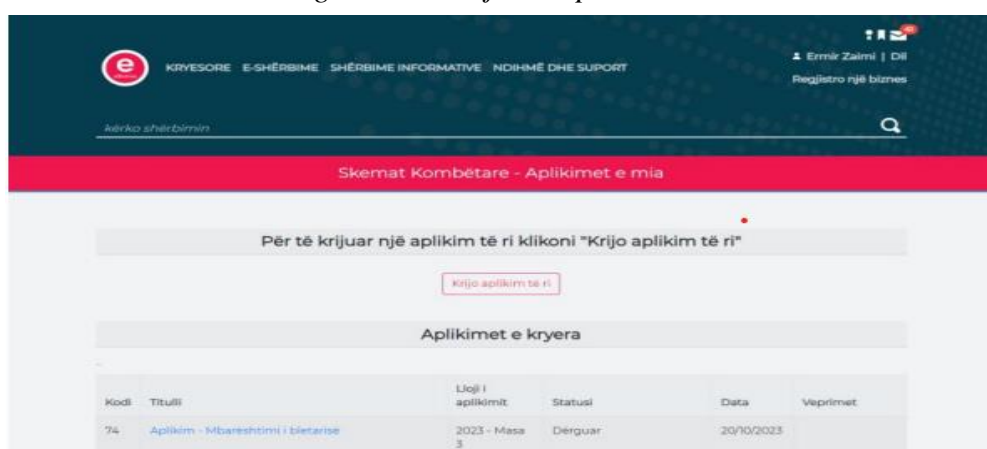 KRYESORE E-SHËRBIME SHËRBIME INFORMATIVE NDIHMË DHE SUPORT
Ermir Zaimi | Dil
Regjistro një biznes
kërko shërbimin
Skemat Kombëtare - Aplikimet e mia
Për të krijuar një aplikim të ri klikoni "Krijo aplikim të ri"
Krijo aplikim të ri
Aplikimet e kryera
Kodi Titulli Lloji i aplikimit Statusi Data Veprimet
74 Aplikim - Mbareshtimi i bletarise 2023 - Masa 3 Dërguar 20/10/2023